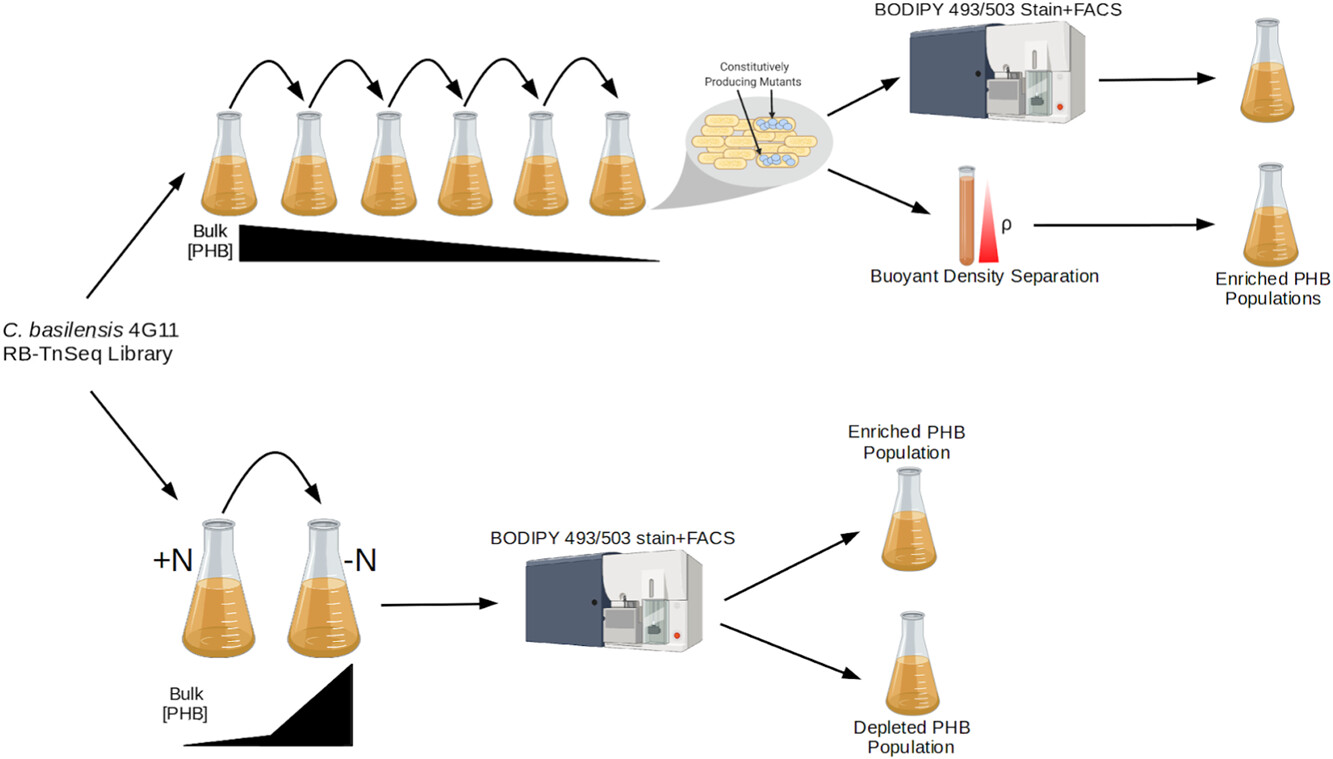 BODIPY 493/503 Stain+FACS
Constitutively
Producing Mutants
Bulk
[PHB]
ρ
Buoyant Density Separation
Enriched PHB
Populations
C. basilensis 4G11
RB-TnSeq Library
+N
-N
Bulk
[PHB]
BODIPY 493/503 stain+FACS
Enriched PHB
Population
Depleted PHB
Population